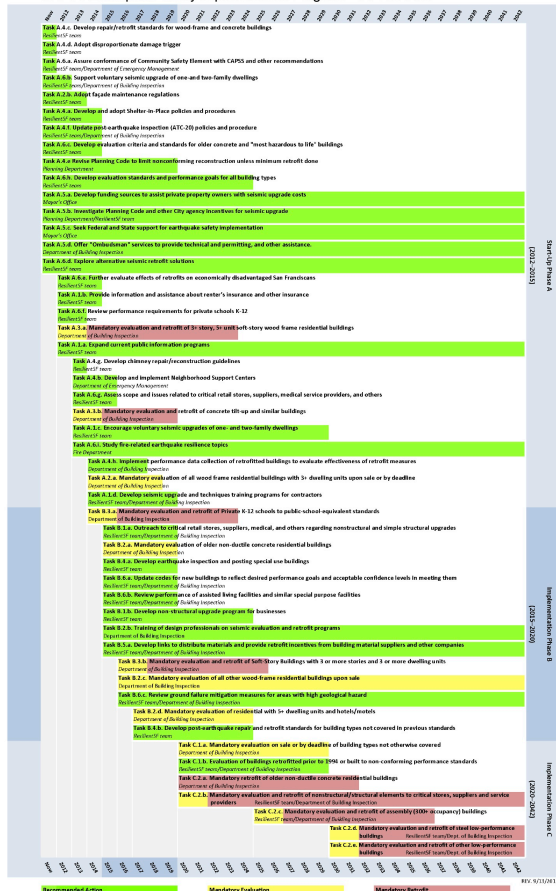 Now 2012 2013 2014 2015 2016 2017 2018 2019 2020 2021 2022 2023 2024 2025 2026 2027 2028 2029 2030 2031 2032 2033 2034 2035 2036 2037 2038 2039 2040 2041 2042
Task A.4.c. Develop repair/retrofit standards for wood-frame and concrete buildings
ResilientSF team
Task A.4.d. Adopt disproportionate damage trigger
ResilientSF team
Task A.6.a. Assure conformance of Community Safety Element with CAPSS and other recommendations
ResilientSF team/Department of Emergency Management
Task A.6.b. Support voluntary seismic upgrade of one-and two-family dwellings
ResilientSF team/Department of Building Inspection
Task A.2.b. Adopt façade maintenance regulations
ResilientSF team
Task A.4.a. Develop and adopt Shelter-in-Place policies and procedures
ResilientSF team
Task A.4.f. Update post-earthquake inspection (ATC-20) policies and procedure
ResilientSF team/Department of Building Inspection
Task A.6.c. Develop evaluation criteria and standards for older concrete and "most hazardous to life" buildings
ResilientSF team
Task A.4.e Revise Planning Code to limit nonconforming reconstruction unless minimum retrofit done
Planning Department
Task A.6.h. Develop evaluation standards and performance goals for all building types
ResilientSF team
Task A.5.a. Develop funding sources to assist private property owners with seismic upgrade costs
Mayor's Office
Task A.5.b. Investigate Planning Code and other City agency incentives for seismic upgrade
Planning Department/ResilientSF team
Task A.5.c. Seek Federal and State support for earthquake safety implementation
Mayor's Office
Task A.5.d. Offer "Ombudsman" services to provide technical and permitting, and other assistance.
Department of Building Inspection
Task A.6.d. Explore alternative seismic retrofit solutions
ResilientSF team
Task A.6.e. Further evaluate effects of retrofits on economically disadvantaged San Franciscans
ResilientSF team
Task A.1.b. Provide information and assistance about renter's insurance and other insurance
ResilientSF team
Task A.6.f. Review performance requirements for private schools K-12
ResilientSF team
Task A.3.a. Mandatory evaluation and retrofit of 3+ story, 5+ unit soft-story wood frame residential buildings
Department of Building Inspection
Task A.1.a. Expand current public information programs
ResilientSF team
Task A.4.g. Develop chimney repair/reconstruction guidelines
ResilientSF team
Task A.4.b. Develop and implement Neighborhood Support Centers
Department of Emergency Management
Task A.6.g. Assess scope and issues related to critical retail stores, suppliers, medical service providers, and others
ResilientSF team
Task A.3.b. Mandatory evaluation and retrofit of concrete tilt-up and similar buildings
Department of Building Inspection
Task A.1.c. Encourage voluntary seismic upgrades of one- and two-family dwellings
ResilientSF team
Task A.6.i. Study fire-related earthquake resilience topics
Fire Department
Task A.4.h. Implement performance data collection of retrofitted buildings to evaluate effectiveness of retrofit measures
Department of Building Inspection
Task A.2.a. Mandatory evaluation of all wood frame residential buildings with 3+ dwelling units upon sale or by deadline
Department of Building Inspection
Task A.1.d. Develop seismic upgrade and techniques training programs for contractors
ResilientSF team/Department of Building Inspection
Task B.3.a. Mandatory evaluation and retrofit of Private K-12 schools to public-school-equivalent standards
Department of Building Inspection
Task B.1.a. Outreach to critical retail stores, suppliers, medical, and others regarding nonstructural and simple structural upgrades
ResilientSF team/Department of Building Inspection
Task B.2.a. Mandatory evaluation of older non-ductile concrete residential buildings
Department of Building Inspection
Task B.4.a. Develop earthquake inspection and posting special use buildings
ResilientSF team
Task B.6.a. Update codes for new buildings to reflect desired performance goals and acceptable confidence levels in meeting them
ResilientSF team/Department of Building Inspection
Task B.6.b. Review performance of assisted living facilities and similar special purpose facilities
ResilientSF team/Department of Building Inspection
Task B.1.b. Develop non-structural upgrade program for businesses
ResilientSF team
Task B.2.b. Training of design professionals on seismic evaluation and retrofit programs
Department of Building Inspection
Task B.5.a. Develop links to distribute materials and provide retrofit incentives from building material suppliers and other companies
ResilientSF team/Department of Building Inspection
Task B.3.b. Mandatory evaluation and retrofit of Soft-Story Buildings with 3 or more stories and 3 or more dwelling units
Department of Building Inspection
Task B.2.c. Mandatory evaluation of all other wood-frame residential buildings upon sale
Department of Building Inspection
Task B.6.c. Review ground failure mitigation measures for areas with high geological hazard
ResilientSF team/Department of Building Inspection
Task B.2.d. Mandatory evaluation of residential with 5+ dwelling units and hotels/motels
Department of Building Inspection
Task B.4.b. Develop post-earthquake repair and retrofit standards for building types not covered in previous standards
ResilientSF team
Task C.1.a. Mandatory evaluation on sale or by deadline of building types not otherwise covered
Department of Building Inspection
Task C.1.b. Evaluation of buildings retrofitted prior to 1994 or built to non-conforming performance standards
ResilientSF team/Department of Building Inspection
Task C.2.a. Mandatory retrofit of older non-ductile concrete residential buildings
Department of Building Inspection
Task C.2.b. Mandatory evaluation and retrofit of nonstructural/structural elements to critical stores, suppliers and service
providers ResilientSF team/Department of Building Inspection
Task C.2.c. Mandatory evaluation and retrofit of assembly (300+ occupancy) buildings
ResilientSF team/Department of Building Inspection
Task C.2.d. Mandatory evaluation and retrofit of steel low-performance
buildings ResilientSF team/Dept. of Building Inspection
Task C.2.e. Mandatory evaluation and retrofit of other low-performance
buildings ResilientSF team/Dept. of Building Inspection
Start-Up Phase A
(2012-2015)
Implementation Phase B
(2015-2020)
Implementation Phase C
(2020-2042)
Now 2012 2013 2014 2015 2016 2017 2018 2019 2020 2021 2022 2023 2024 2025 2026 2027 2028 2029 2030 2031 2032 2033 2034 2035 2036 2037 2038 2039 2040 2041 2042
Recommended Action Mandatory Evaluation Mandatory Retrofit